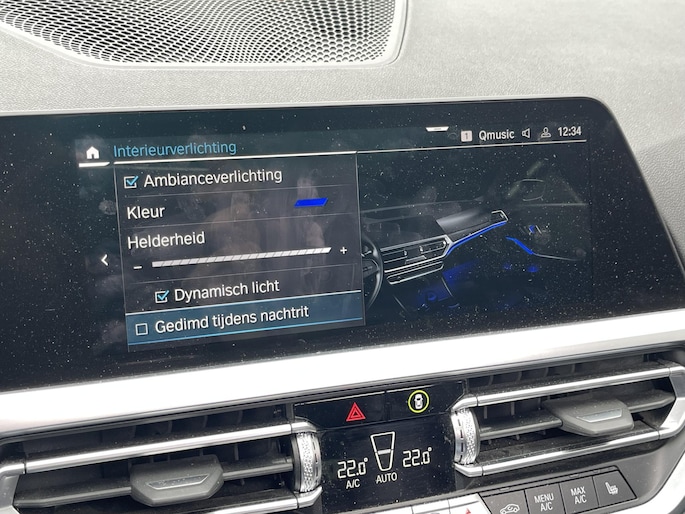 Interieurverlichting
1 Qmusic 12:34
Ambianceverlichting
Kleur
Helderheid
- +
Dynamisch licht
Gedimd tijdens nachtrit
22.0 22.0
A/C AUTO
MENU MAX
A/C A/C